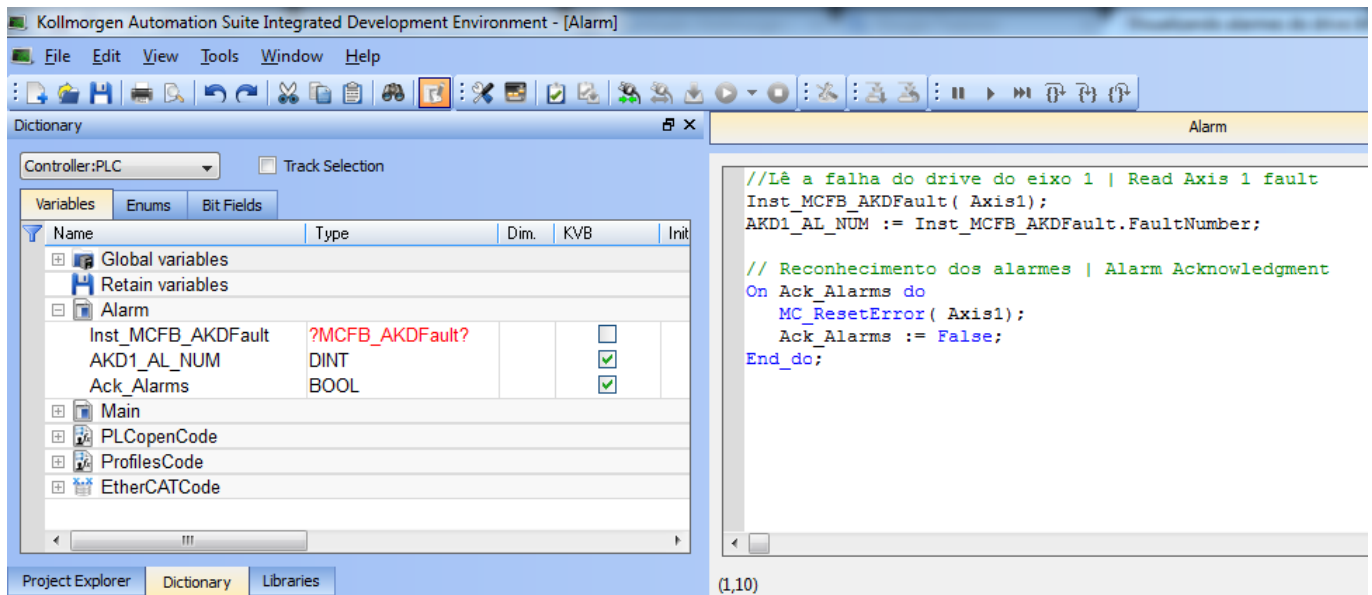 Kollmorgen Automation Suite Integrated Development Environment - [Alarm]
File Edit View Tools Window Help
Dictionary
Alarm
Controller:PLC Track Selection
Variables Enums Bit Fields
Name Type Dim. KVB Init
Global variables
Retain variables
Alarm
Inst_MCFB_AKDFault ?MCFB_AKDFault?
AKD1_AL_NUM DINT
Ack_Alarms BOOL
Main
PLCopenCode
ProfilesCode
EtherCATCode
//Lê a falha do drive do eixo 1 | Read Axis 1 fault
Inst_MCFB_AKDFault( Axis1);
AKD1_AL_NUM := Inst_MCFB_AKDFault.FaultNumber;
// Reconhecimento dos alarmes | Alarm Acknowledgment
On Ack_Alarms do
MC_ResetError( Axis1);
Ack_Alarms := False;
End_do;
Project Explorer Dictionary Libraries
(1,10)